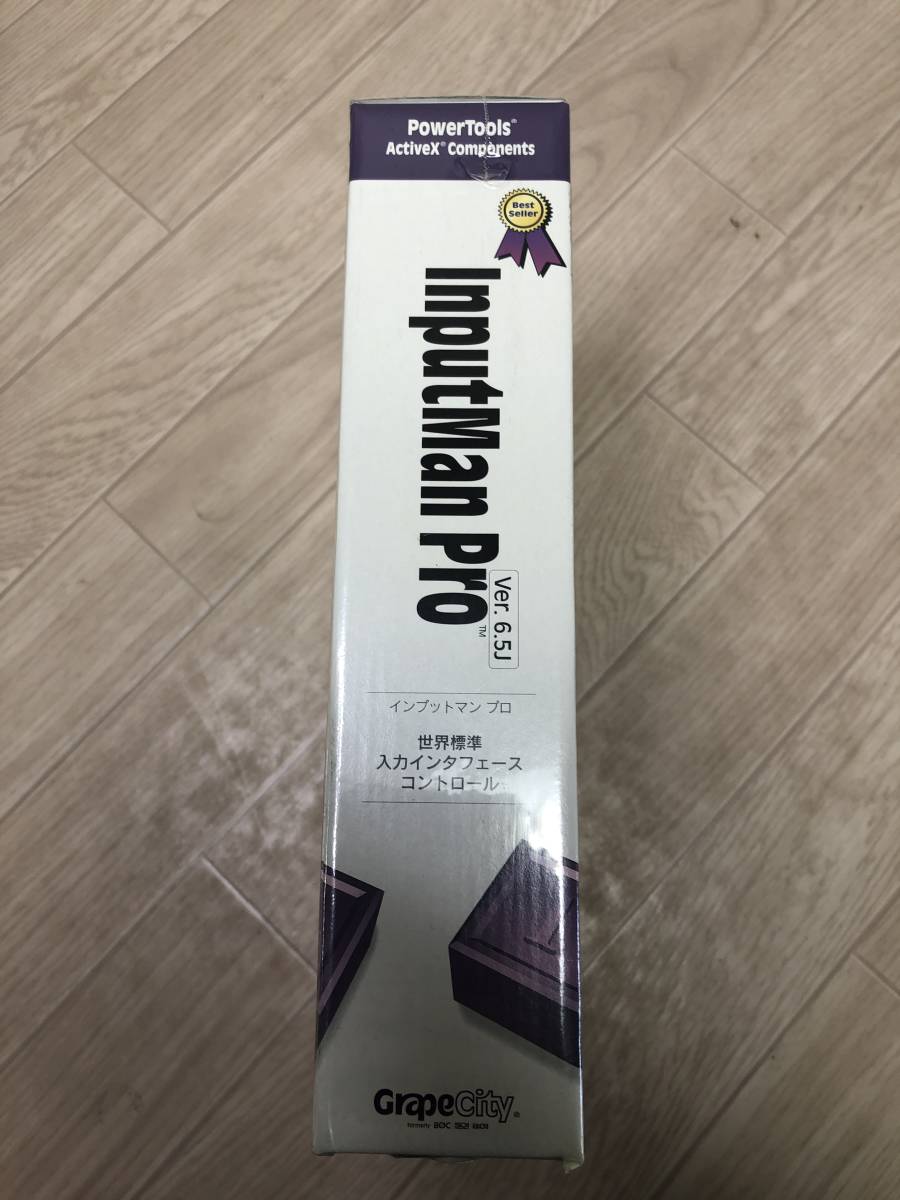 PowerTools®
ActiveX® Components
Best
Seller
InputMan Pro™
Ver. 6.5J
インプットマン プロ
世界標準
入力インタフェース
コントロール
GrapeCity®
formerly